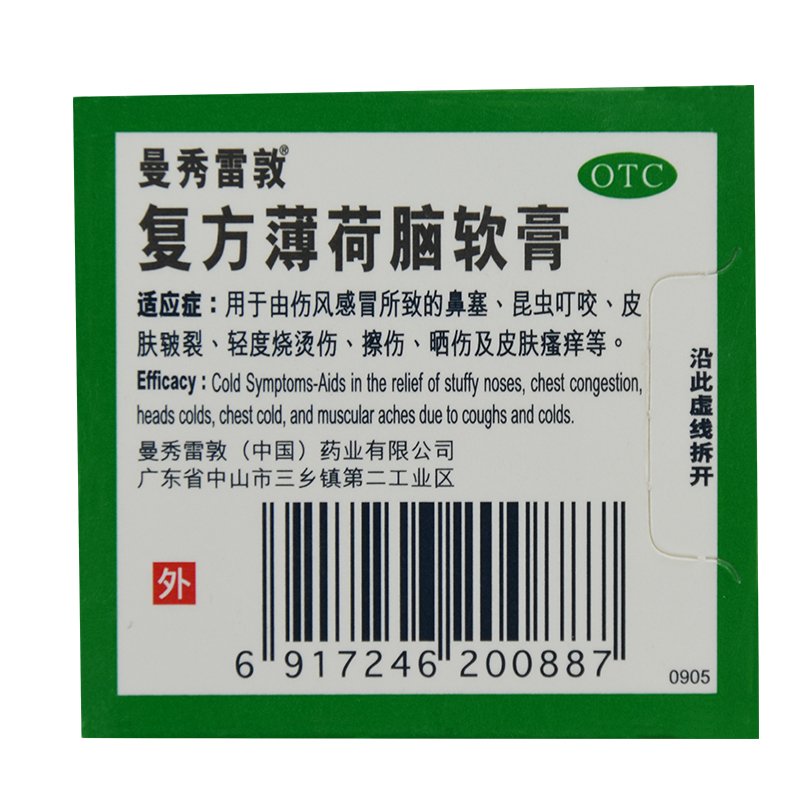 曼秀雷敦®
OTC
复方薄荷脑软膏
适应症：用于由伤风感冒所致的鼻塞、昆虫叮咬、皮
肤皲裂、轻度烧烫伤、擦伤、晒伤及皮肤瘙痒等。
Efficacy : Cold Symptoms-Aids in the relief of stuffy noses, chest congestion,
heads colds, chest cold, and muscular aches due to coughs and colds.
曼秀雷敦（中国）药业有限公司
广东省中山市三乡镇第二工业区
沿此虚线拆开
外
6 917246 200887
0905